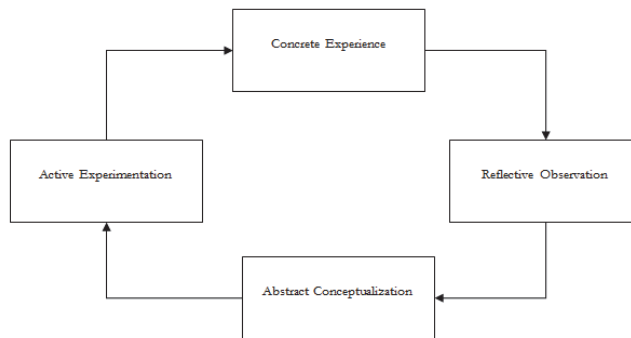 Concrete Experience
Active Experimentation
Reflective Observation
Abstract Conceptualization